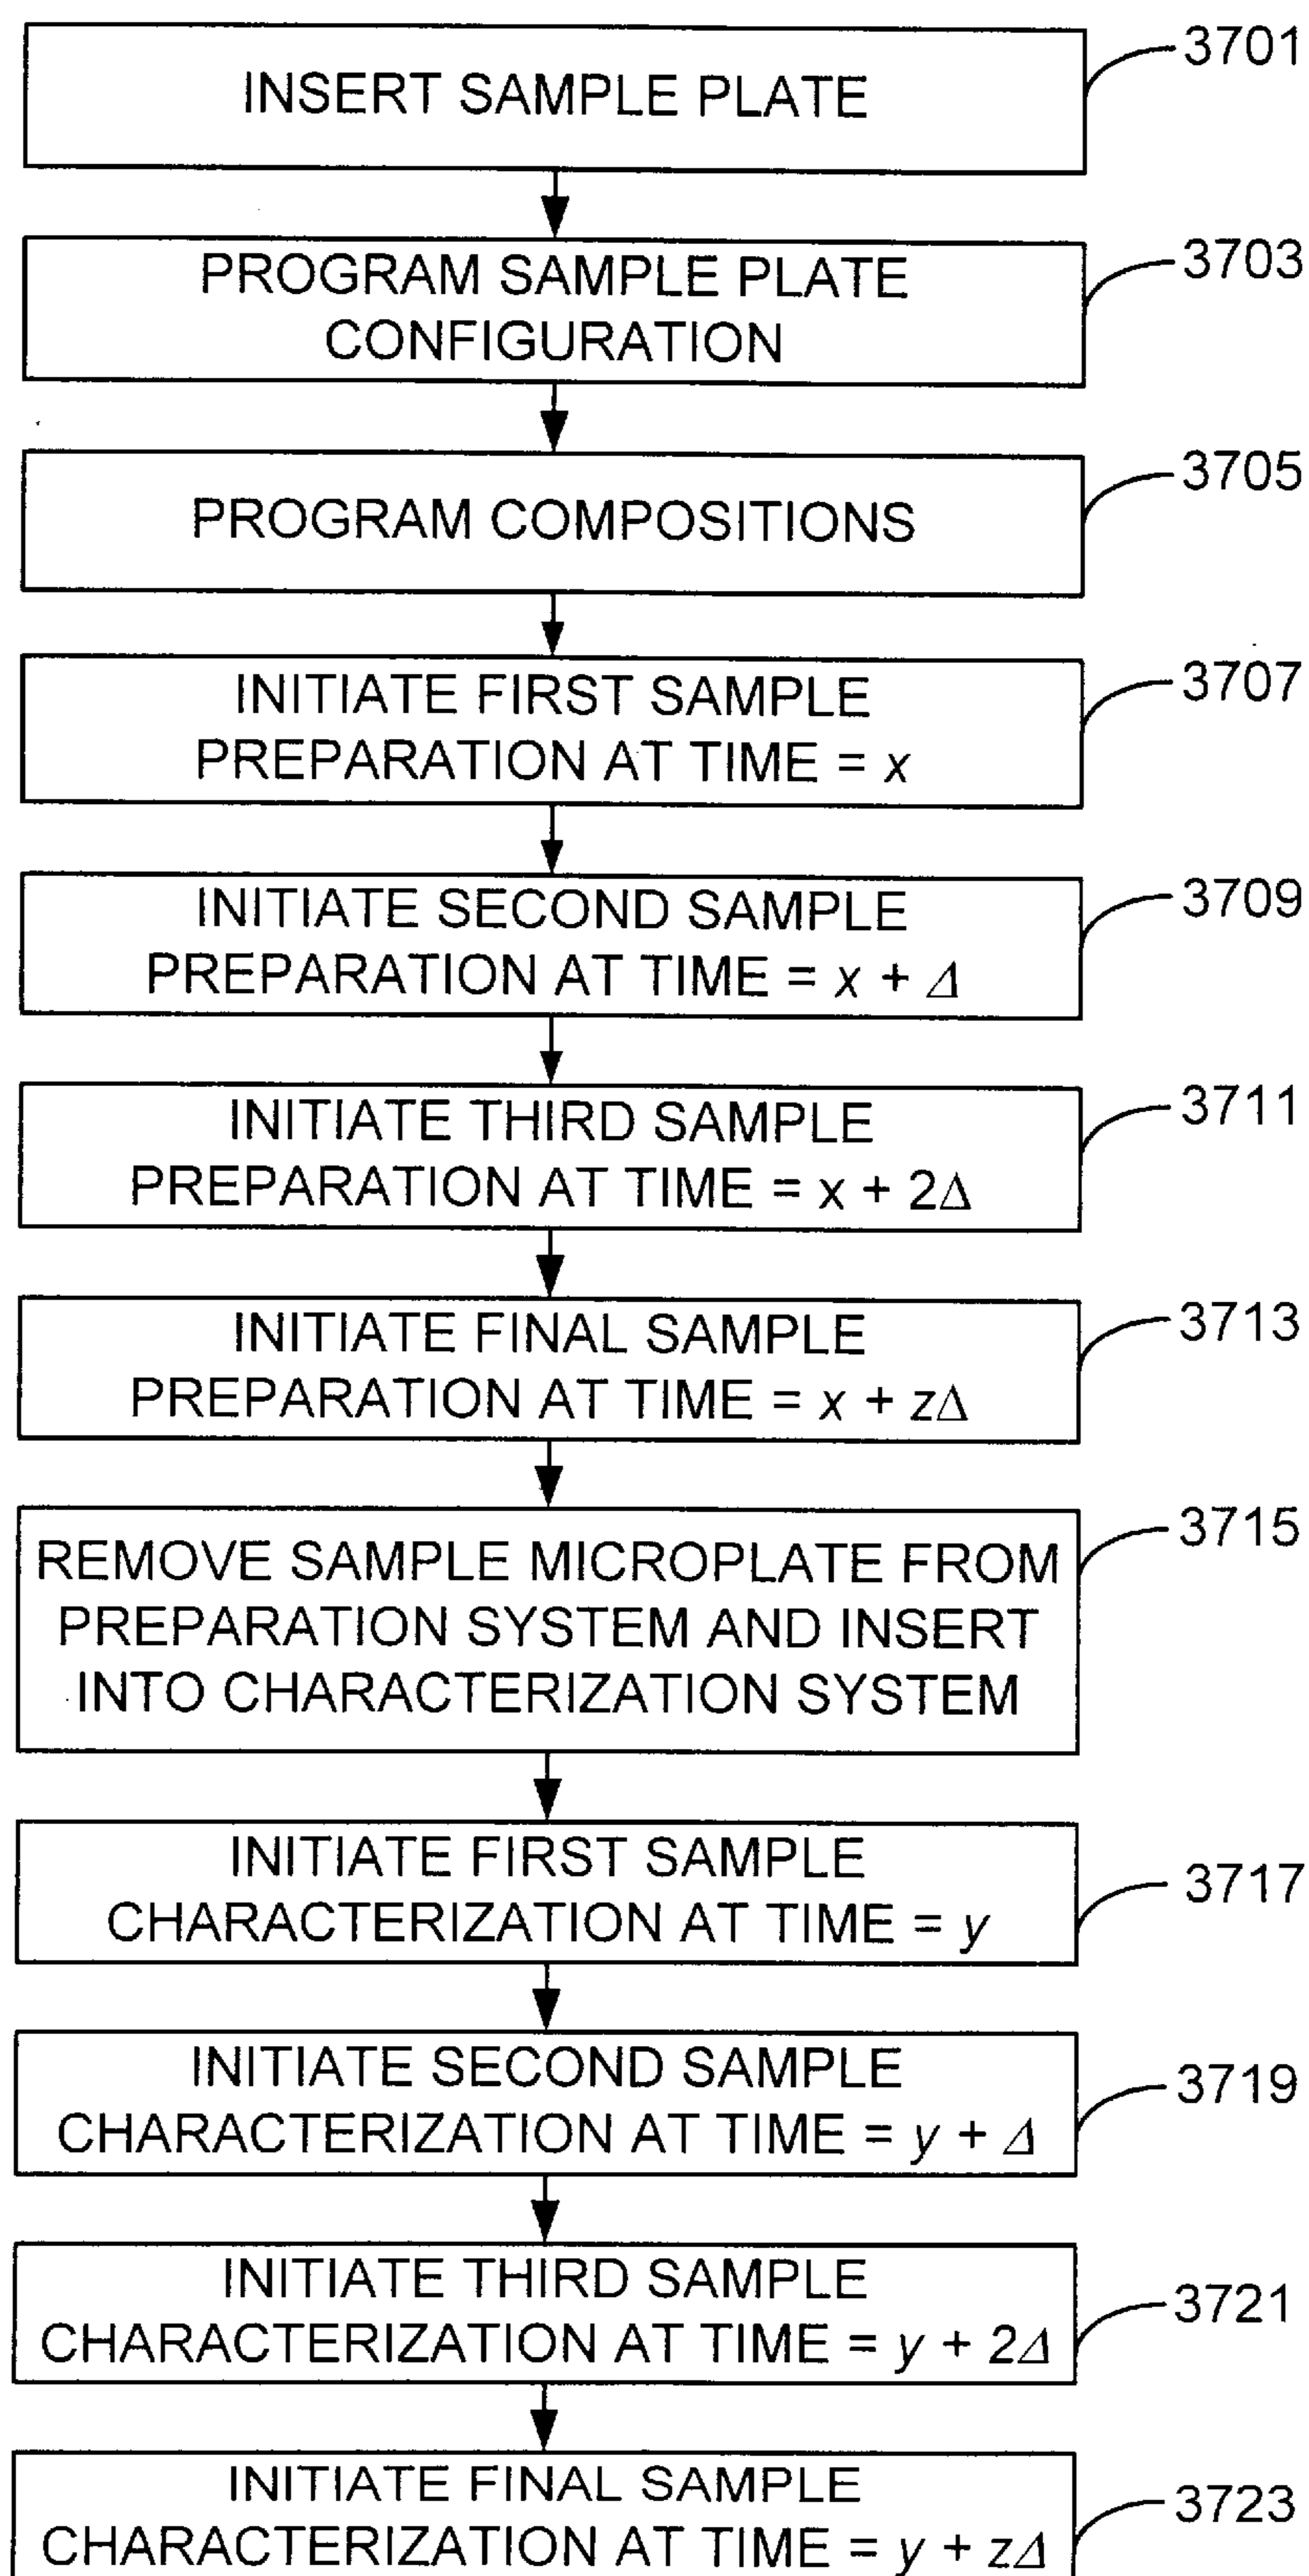 INSERT SAMPLE PLATE
3701
PROGRAM SAMPLE PLATE
CONFIGURATION
3703
PROGRAM COMPOSITIONS
3705
INITIATE FIRST SAMPLE
PREPARATION AT TIME = x
3707
INITIATE SECOND SAMPLE
PREPARATION AT TIME = x + Δ
3709
INITIATE THIRD SAMPLE
PREPARATION AT TIME = x + 2Δ
3711
INITIATE FINAL SAMPLE
PREPARATION AT TIME = x + zΔ
3713
REMOVE SAMPLE MICROPLATE FROM
PREPARATION SYSTEM AND INSERT
INTO CHARACTERIZATION SYSTEM
3715
INITIATE FIRST SAMPLE
CHARACTERIZATION AT TIME = y
3717
INITIATE SECOND SAMPLE
CHARACTERIZATION AT TIME = y + Δ
3719
INITIATE THIRD SAMPLE
CHARACTERIZATION AT TIME = y + 2Δ
3721
INITIATE FINAL SAMPLE
CHARACTERIZATION AT TIME = y + zΔ
3723